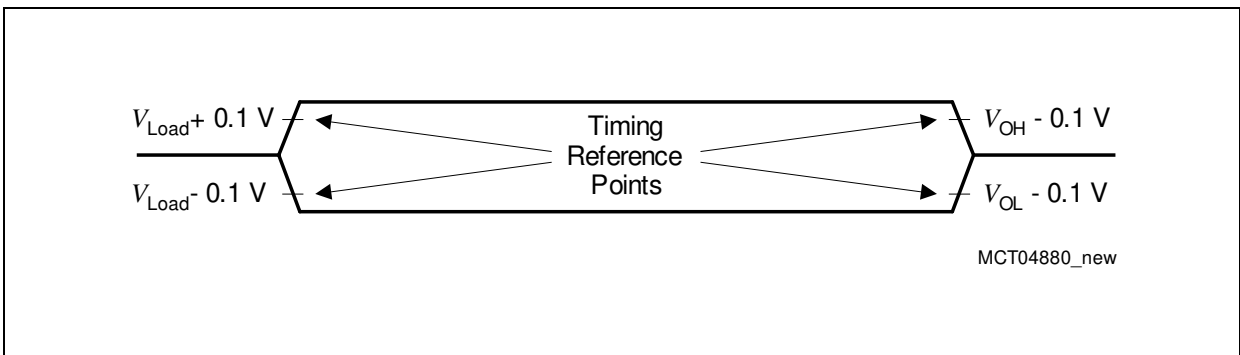 V_Load+ 0.1 V
V_Load- 0.1 V
Timing
Reference
Points
V_OH - 0.1 V
V_OL - 0.1 V
MCT04880_new